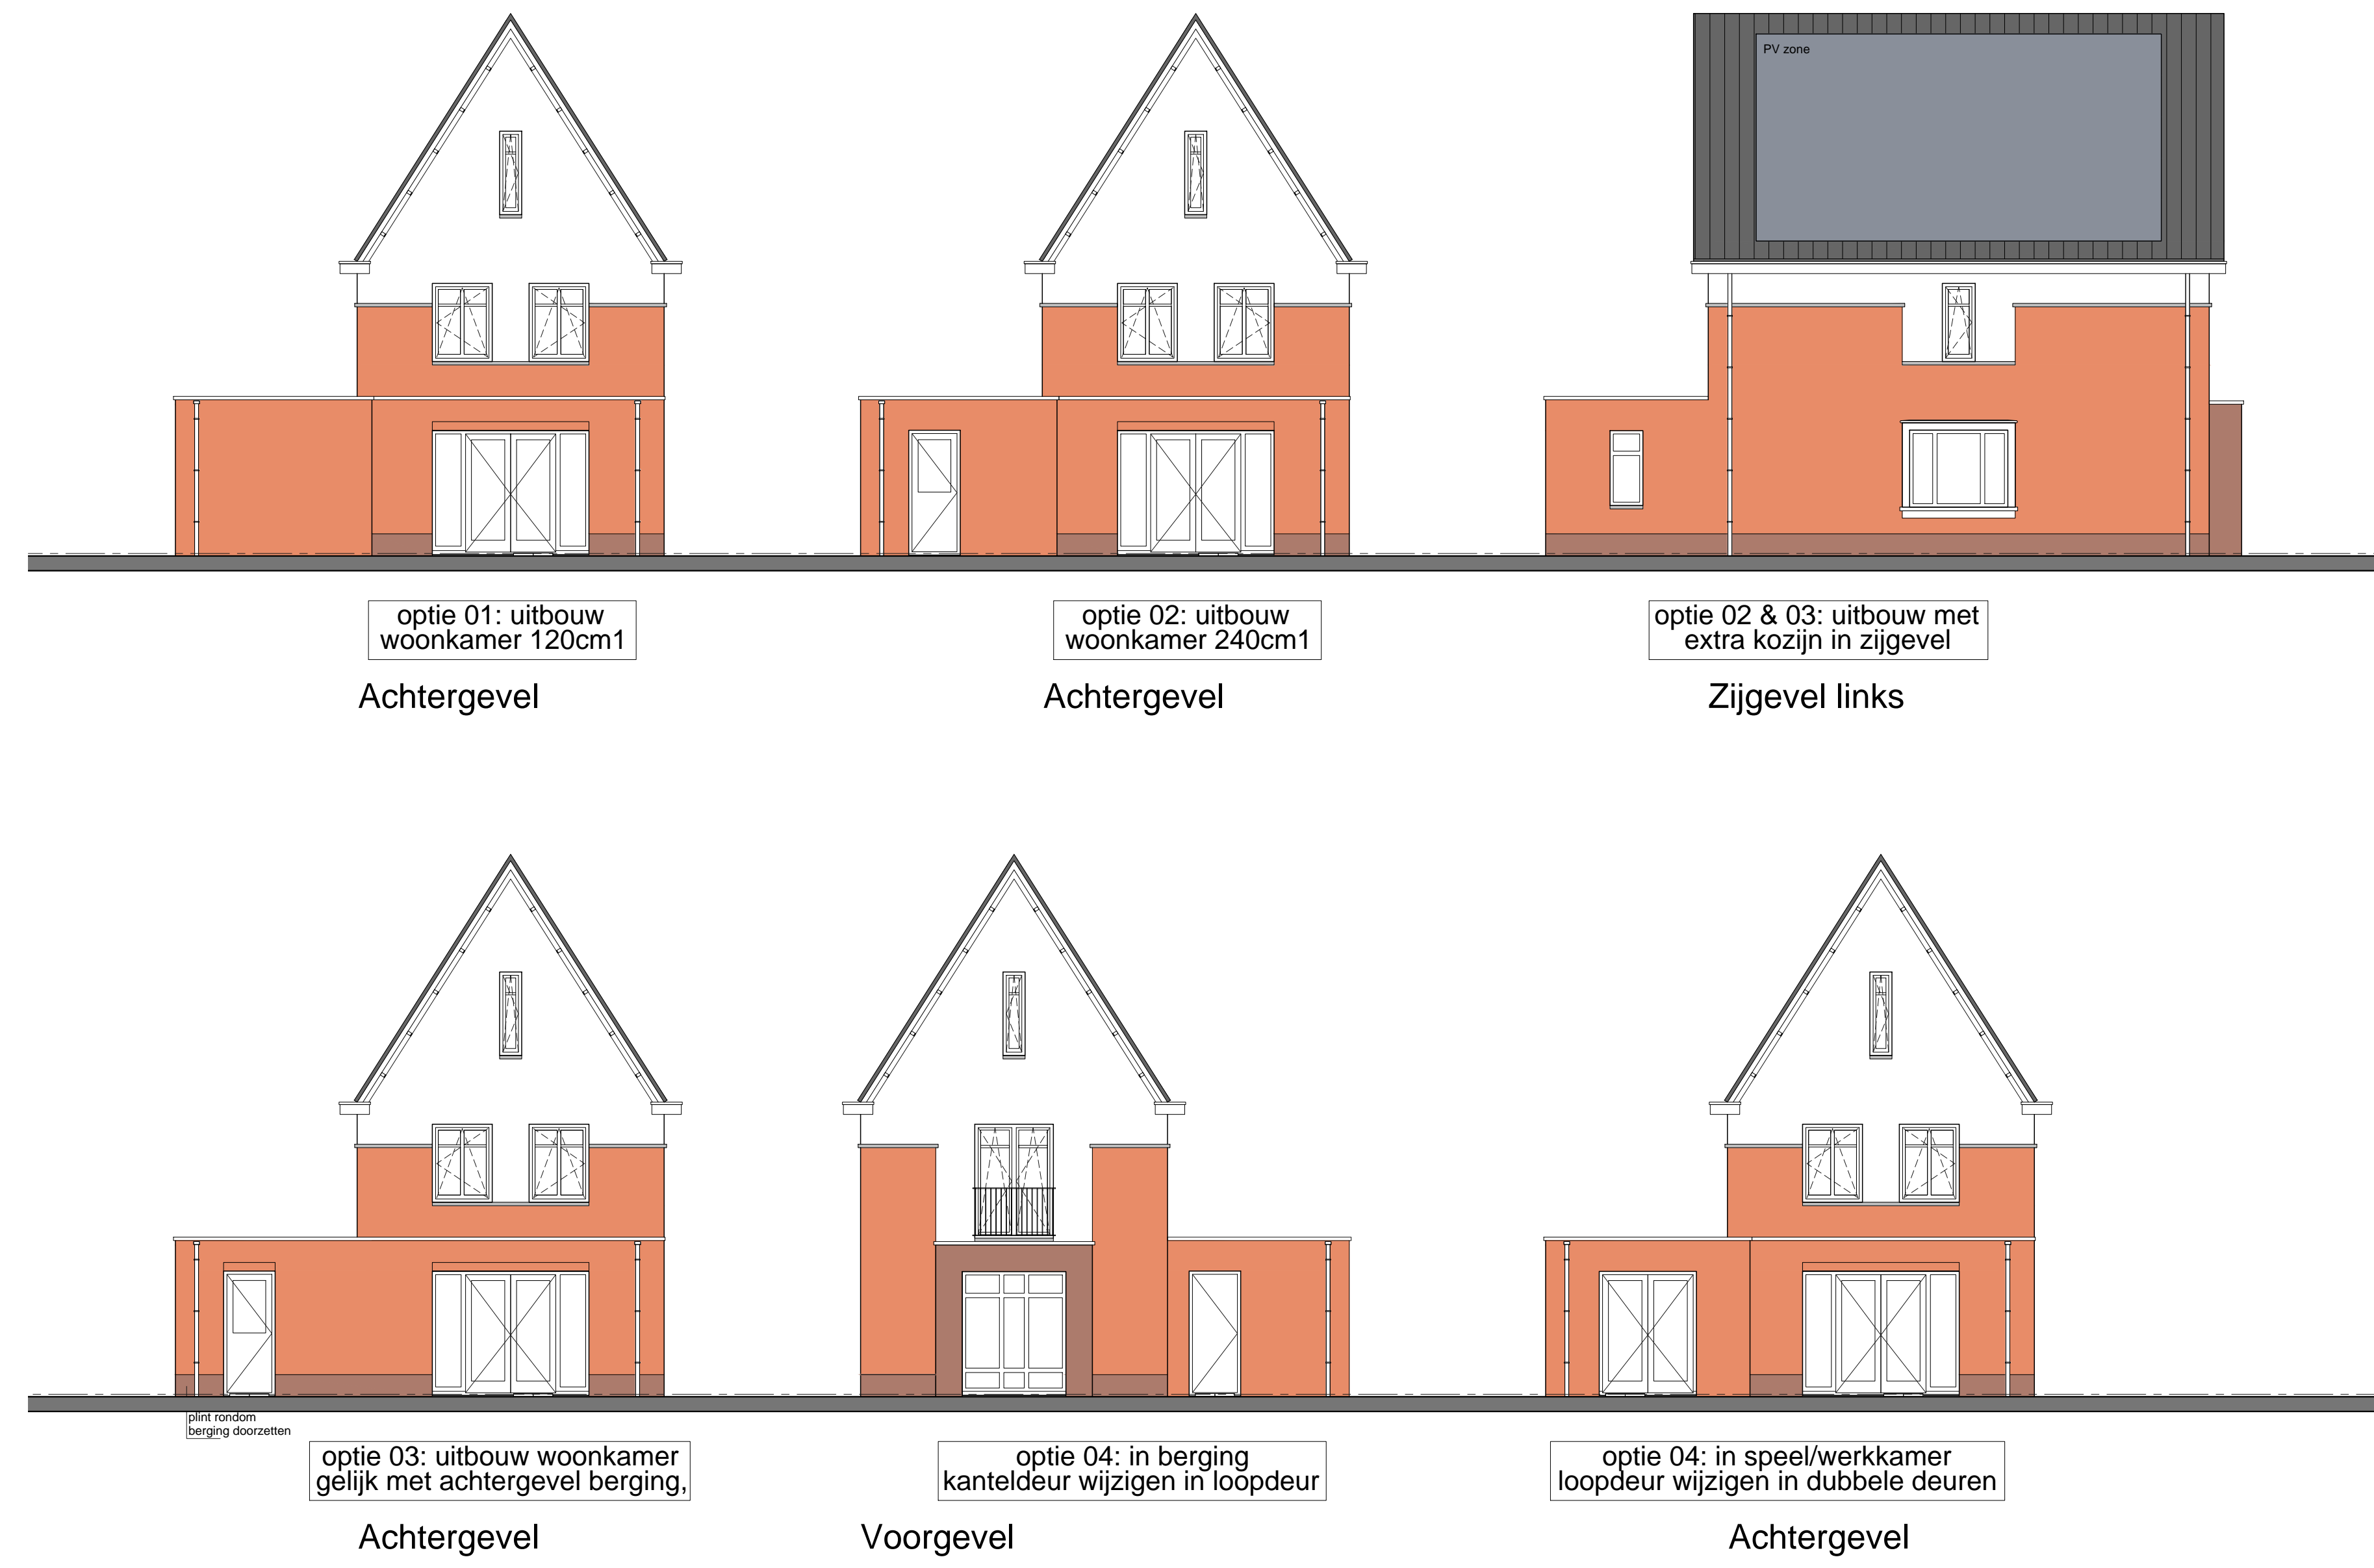 PV zone
optie 01: uitbouw
woonkamer 120cm1
Achtergevel
optie 02: uitbouw
woonkamer 240cm1
Achtergevel
optie 02 & 03: uitbouw met
extra kozijn in zijgevel
Zijgevel links
plint rondom
berging doorzetten
optie 03: uitbouw woonkamer
gelijk met achtergevel berging,
Achtergevel
optie 04: in berging
kanteldeur wijzigen in loopdeur
Voorgevel
optie 04: in speel/werkkamer
loopdeur wijzigen in dubbele deuren
Achtergevel